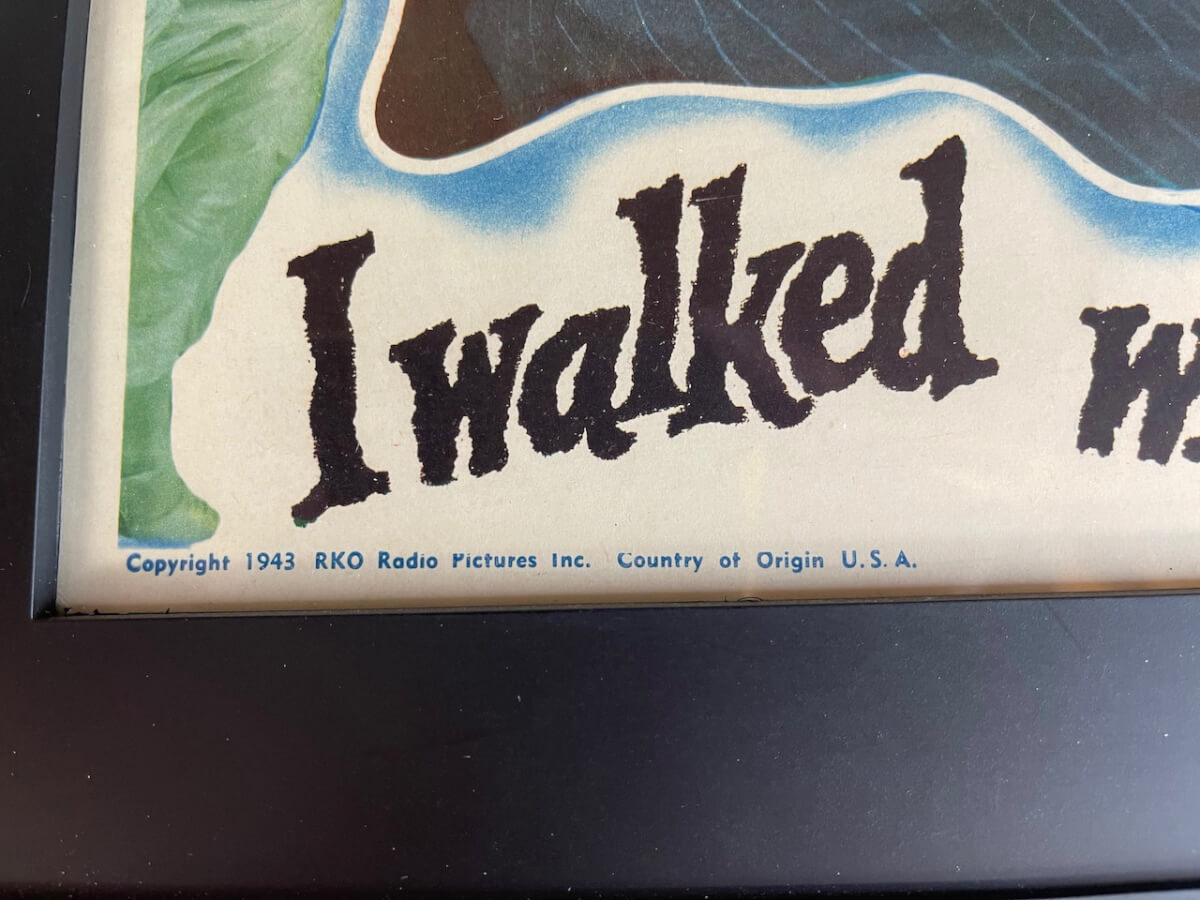 I walked
Copyright 1943 RKO Radio Pictures Inc. Country of Origin U.S.A.